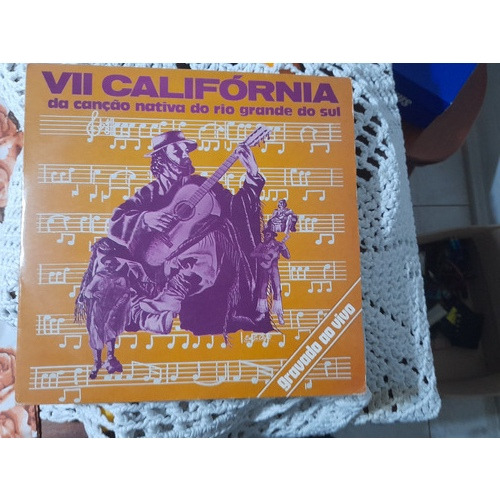 VII CALIFÓRNIA
da canção nativa do rio grande do sul
gravado ao vivo